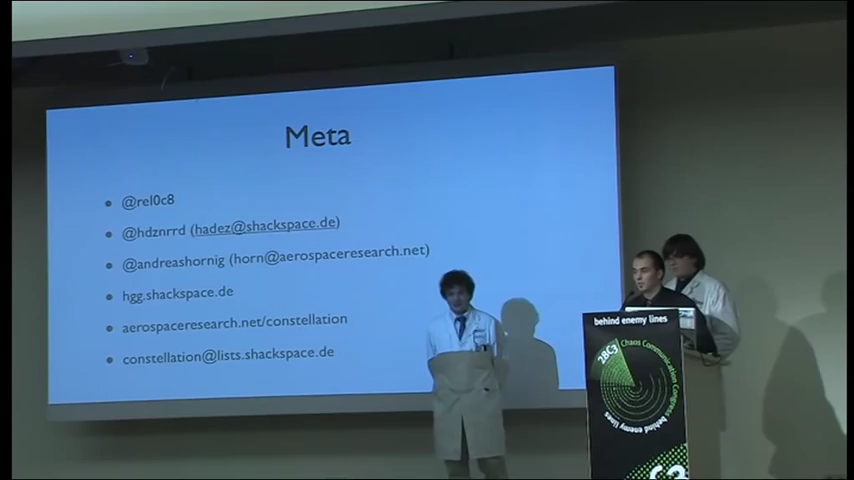 Meta
@rel0c8
@hdznrrd (hadez@shackspace.de)
@andreashornig (horn@aerospaceresearch.net)
hgg.shackspace.de
aerospaceresearch.net/constellation
constellation@lists.shackspace.de
behind enemy lines
28C3 Chaos Communication Congress
behind enemy lines
C3